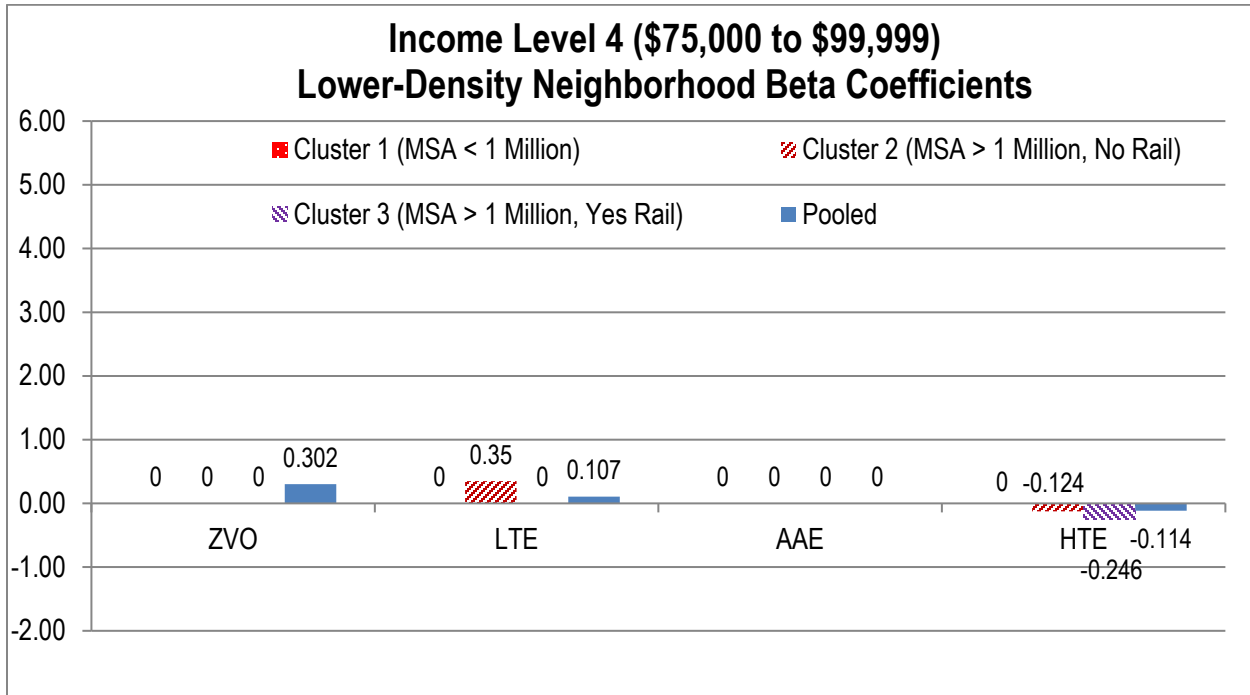 Income Level 4 ($75,000 to $99,999)
Lower-Density Neighborhood Beta Coefficients
6.00
5.00
4.00
3.00
2.00
1.00
0.00
-1.00
-2.00
Cluster 1 (MSA < 1 Million)
Cluster 2 (MSA > 1 Million, No Rail)
Cluster 3 (MSA > 1 Million, Yes Rail)
Pooled
0 0 0 0.302
0 0.35 0 0.107
0 0 0 0
0 -0.124
-0.246
-0.114
ZVO LTE AAE HTE